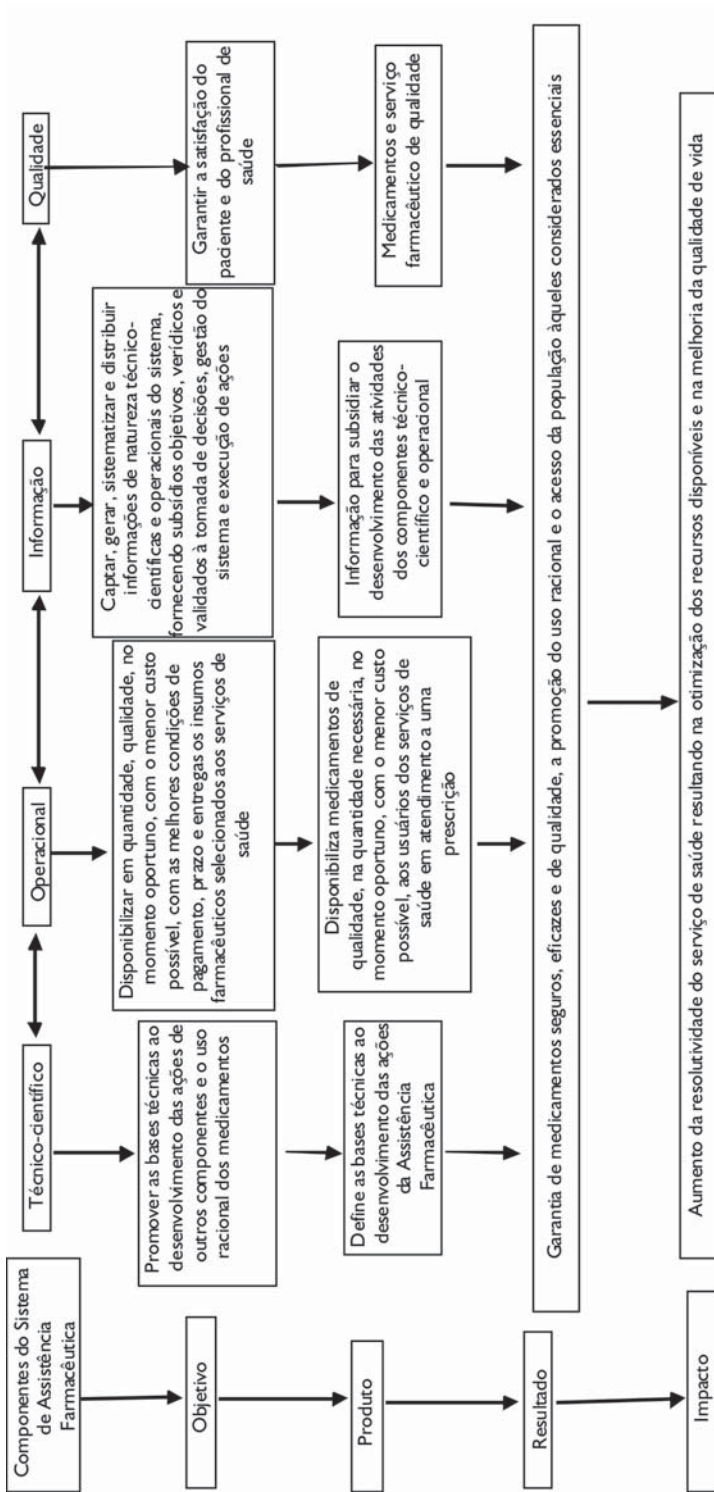 Componentes do Sistema
de Assistência
Farmacêutica
Técnico-científico
Operacional
Informação
Qualidade
Objetivo
Promover as bases técnicas ao
desenvolvimento das ações de
outros componentes e o uso
racional dos medicamentos
Disponibilizar em quantidade, qualidade, no
momento oportuno, com o menor custo
possível, com as melhores condições de
pagamento, prazo e entregas os insumos
farmacêuticos selecionados aos serviços de
saúde
Captar, gerar, sistematizar e distribuir
informações de natureza técnico-
científicas e operacionais do sistema,
fornecendo subsídios objetivos, verídicos e
validados à tomada de decisões, gestão do
sistema e execução de ações
Garantir a satisfação do
paciente e do profissional de
saúde
Produto
Define as bases técnicas ao
desenvolvimento das ações
da Assistência
Farmacêutica
Disponibiliza medicamentos de
qualidade, na quantidade necessária, no
momento oportuno, com o menor custo
possível, aos usuários dos serviços de
saúde em atendimento a uma
prescrição
Informação para subsidiar o
desenvolvimento das atividades
dos componentes técnico-
científico e operacional
Medicamentos e serviço
farmacêutico de qualidade
Resultado
Garantia de medicamentos seguros, eficazes e de qualidade, a promoção do uso racional e o acesso da população àqueles considerados essenciais
Impacto
Aumento da resolutividade do serviço de saúde resultando na otimização dos recursos disponíveis e na melhoria da qualidade de vida